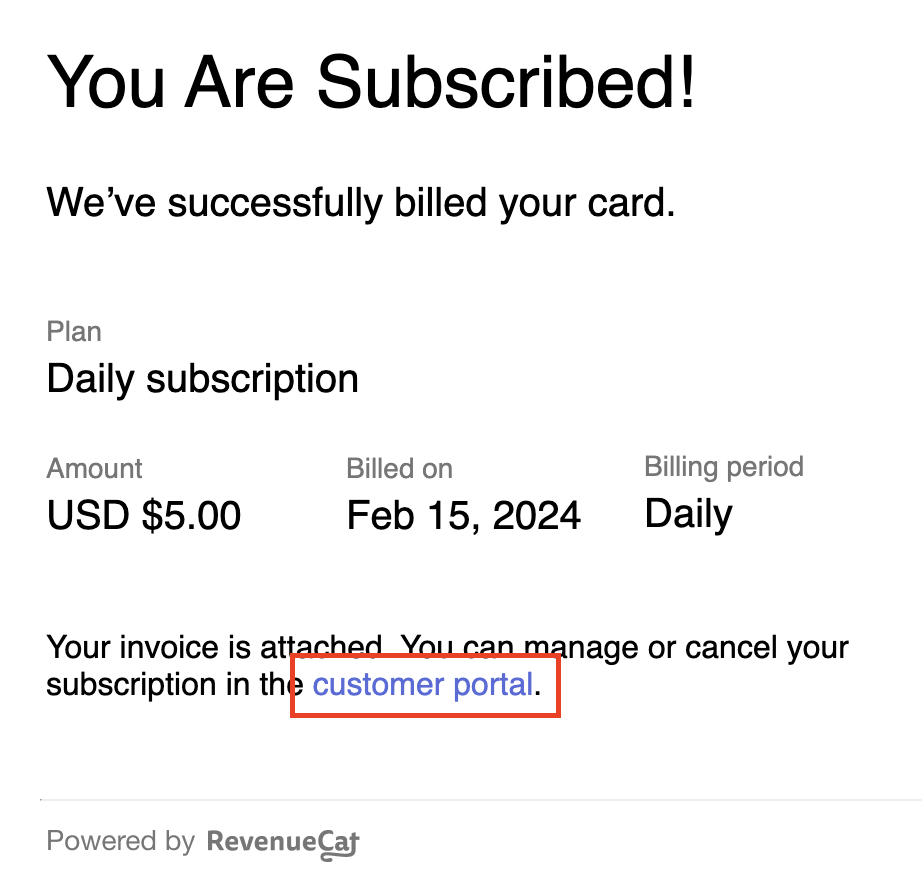 You Are Subscribed!
We’ve successfully billed your card.
Plan
Daily subscription
Amount
Billed on
Billing period
USD $5.00
Feb 15, 2024
Daily
Your invoice is attached. You can manage or cancel your
subscription in the customer portal.
Powered by RevenueCat